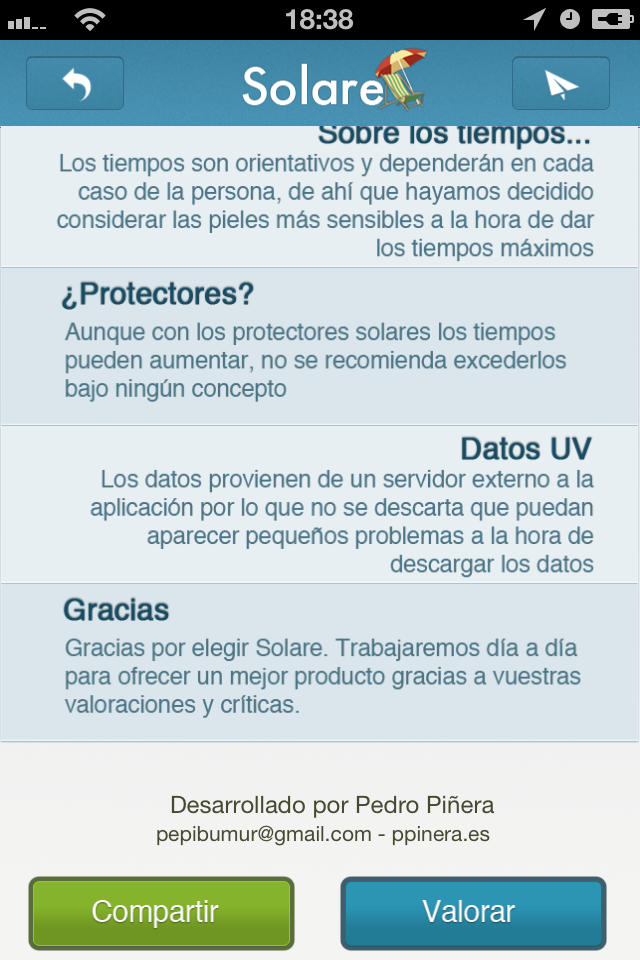 18:38
Solare
Sobre los tiempos...
Los tiempos son orientativos y dependerán en cada
caso de la persona, de ahí que hayamos decidido
considerar las pieles más sensibles a la hora de dar
los tiempos máximos
¿Protectores?
Aunque con los protectores solares los tiempos
pueden aumentar, no se recomienda excederlos
bajo ningún concepto
Datos UV
Los datos provienen de un servidor externo a la
aplicación por lo que no se descarta que puedan
aparecer pequeños problemas a la hora de
descargar los datos
Gracias
Gracias por elegir Solare. Trabajaremos día a día
para ofrecer un mejor producto gracias a vuestras
valoraciones y críticas.
Desarrollado por Pedro Piñera
pepibumur@gmail.com - ppinera.es
Compartir
Valorar